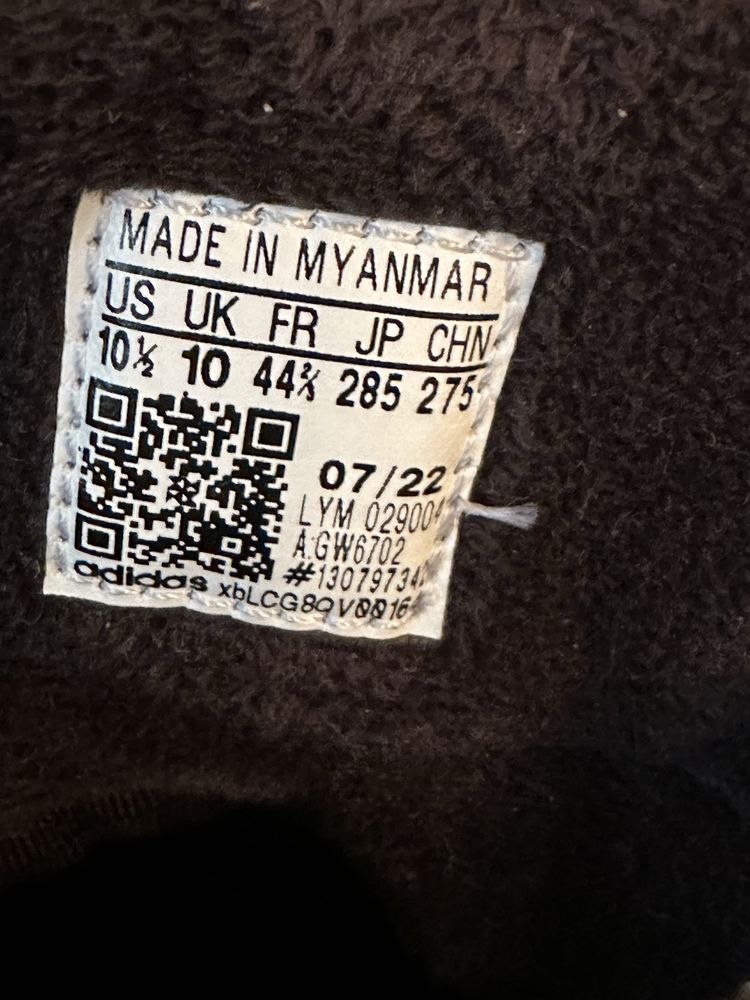 MADE IN MYANMAR
US UK FR JP CHN
10½ 10 44⅔ 285 275
07/22
LYM 029004
A:GW6702
adidas